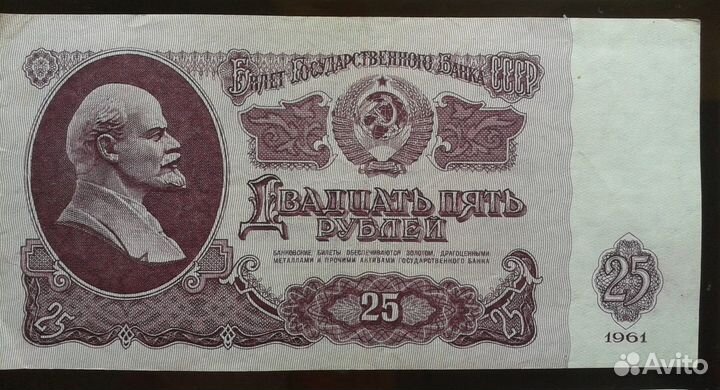 Билет Государственного Банка СССР
Двадцать пять
рублей
БАНКОВСКИЕ БИЛЕТЫ ОБЕСПЕЧИВАЮТСЯ ЗОЛОТОМ, ДРАГОЦЕННЫМИ
МЕТАЛЛАМИ И ПРОЧИМИ АКТИВАМИ ГОСУДАРСТВЕННОГО БАНКА
25
25
25
25
1961
Avito